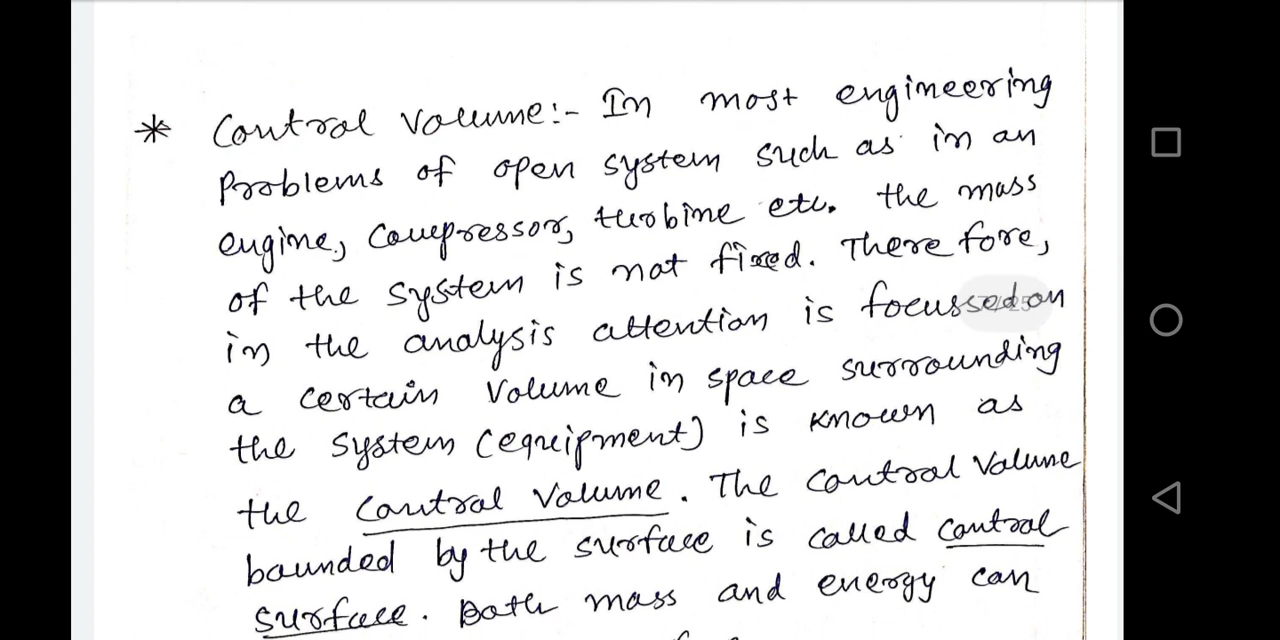 * Control Volume:- In most engineering
Problems of open system such as in an
engine, Compressor, turbine etc. the mass
of the system is not fixed. Therefore,
in the analysis attention is focussed on
a certain Volume in space surrounding
the system (equipment) is known as
the Control Volume. The Control Volume
bounded by the surface is called control
surface. Both mass and energy can